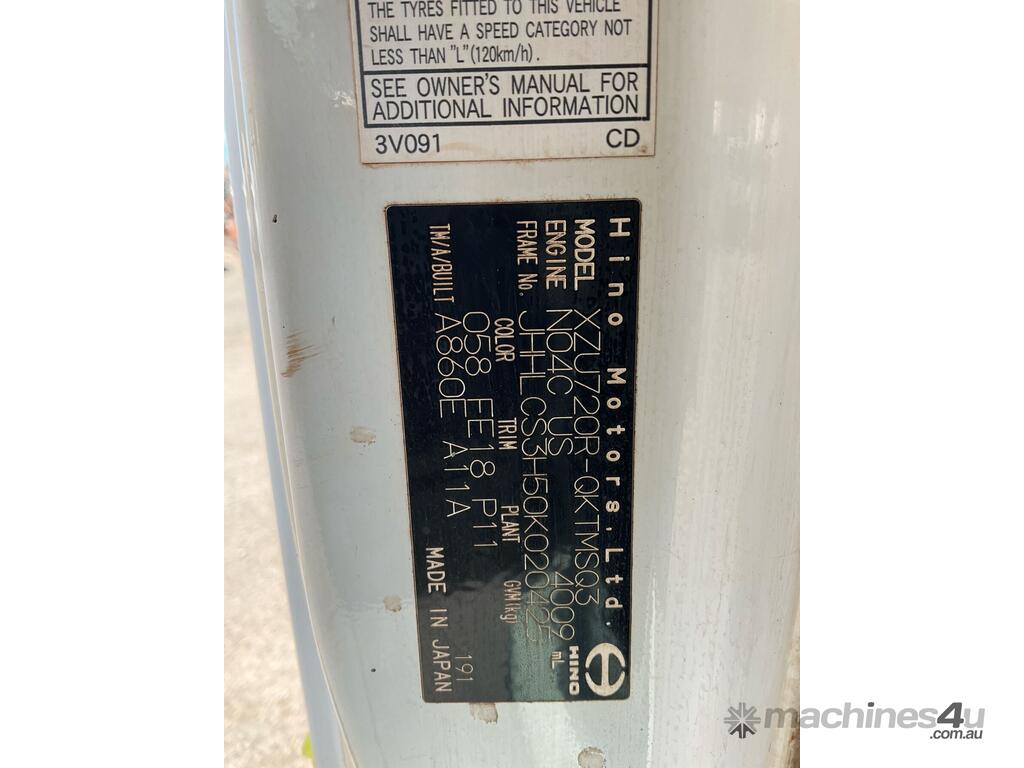 THE TYRES FITTED TO THIS VEHICLE
SHALL HAVE A SPEED CATEGORY NOT
LESS THAN "L"(120km/h).
SEE OWNER'S MANUAL FOR
ADDITIONAL INFORMATION
3V091 CD
Hino Motors,Ltd.
HINO
MODEL XZU720R-QKTMSQ3
ENGINE N04C US 4009 mL
FRAME No. JHHLCS3H50K020425
COLOR TRIM PLANT GVM(kg)
058 FE18 P11
TM/A/BUILT A860E A11A
191
MADE IN JAPAN
machines4u
.com.au